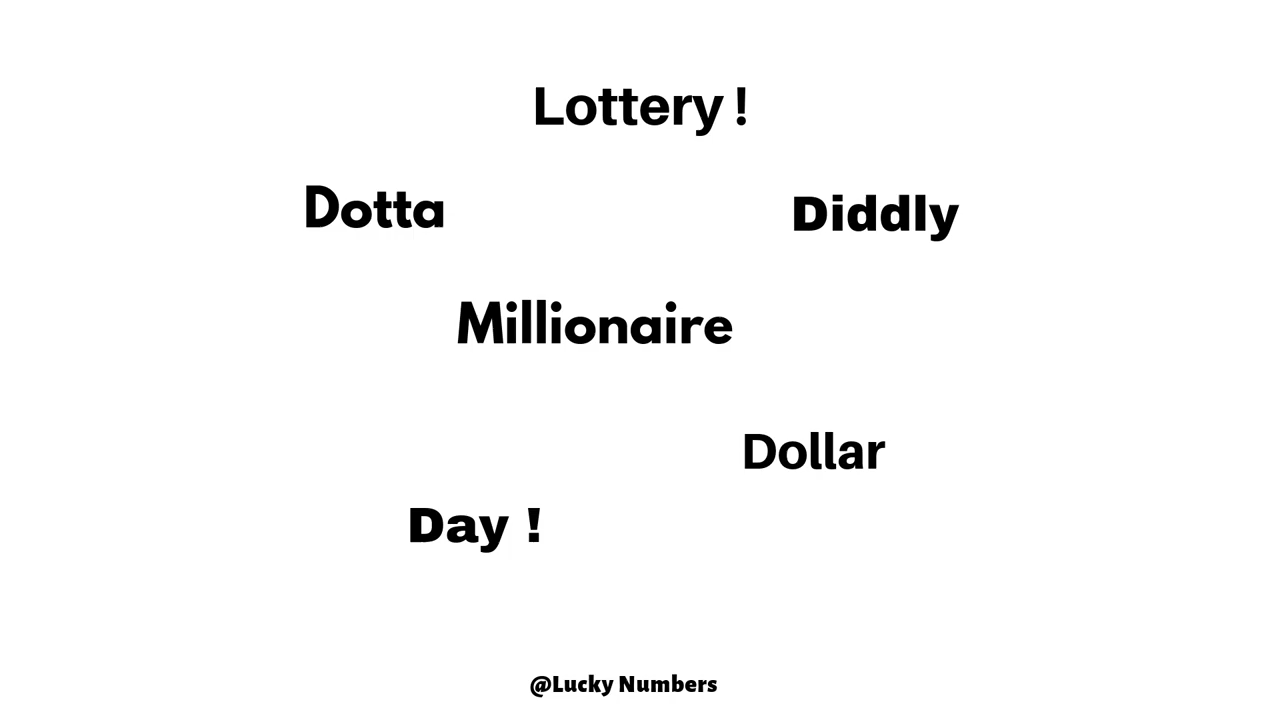 Lottery !
Dotta Diddly
Millionaire
Dollar
Day !
@Lucky Numbers